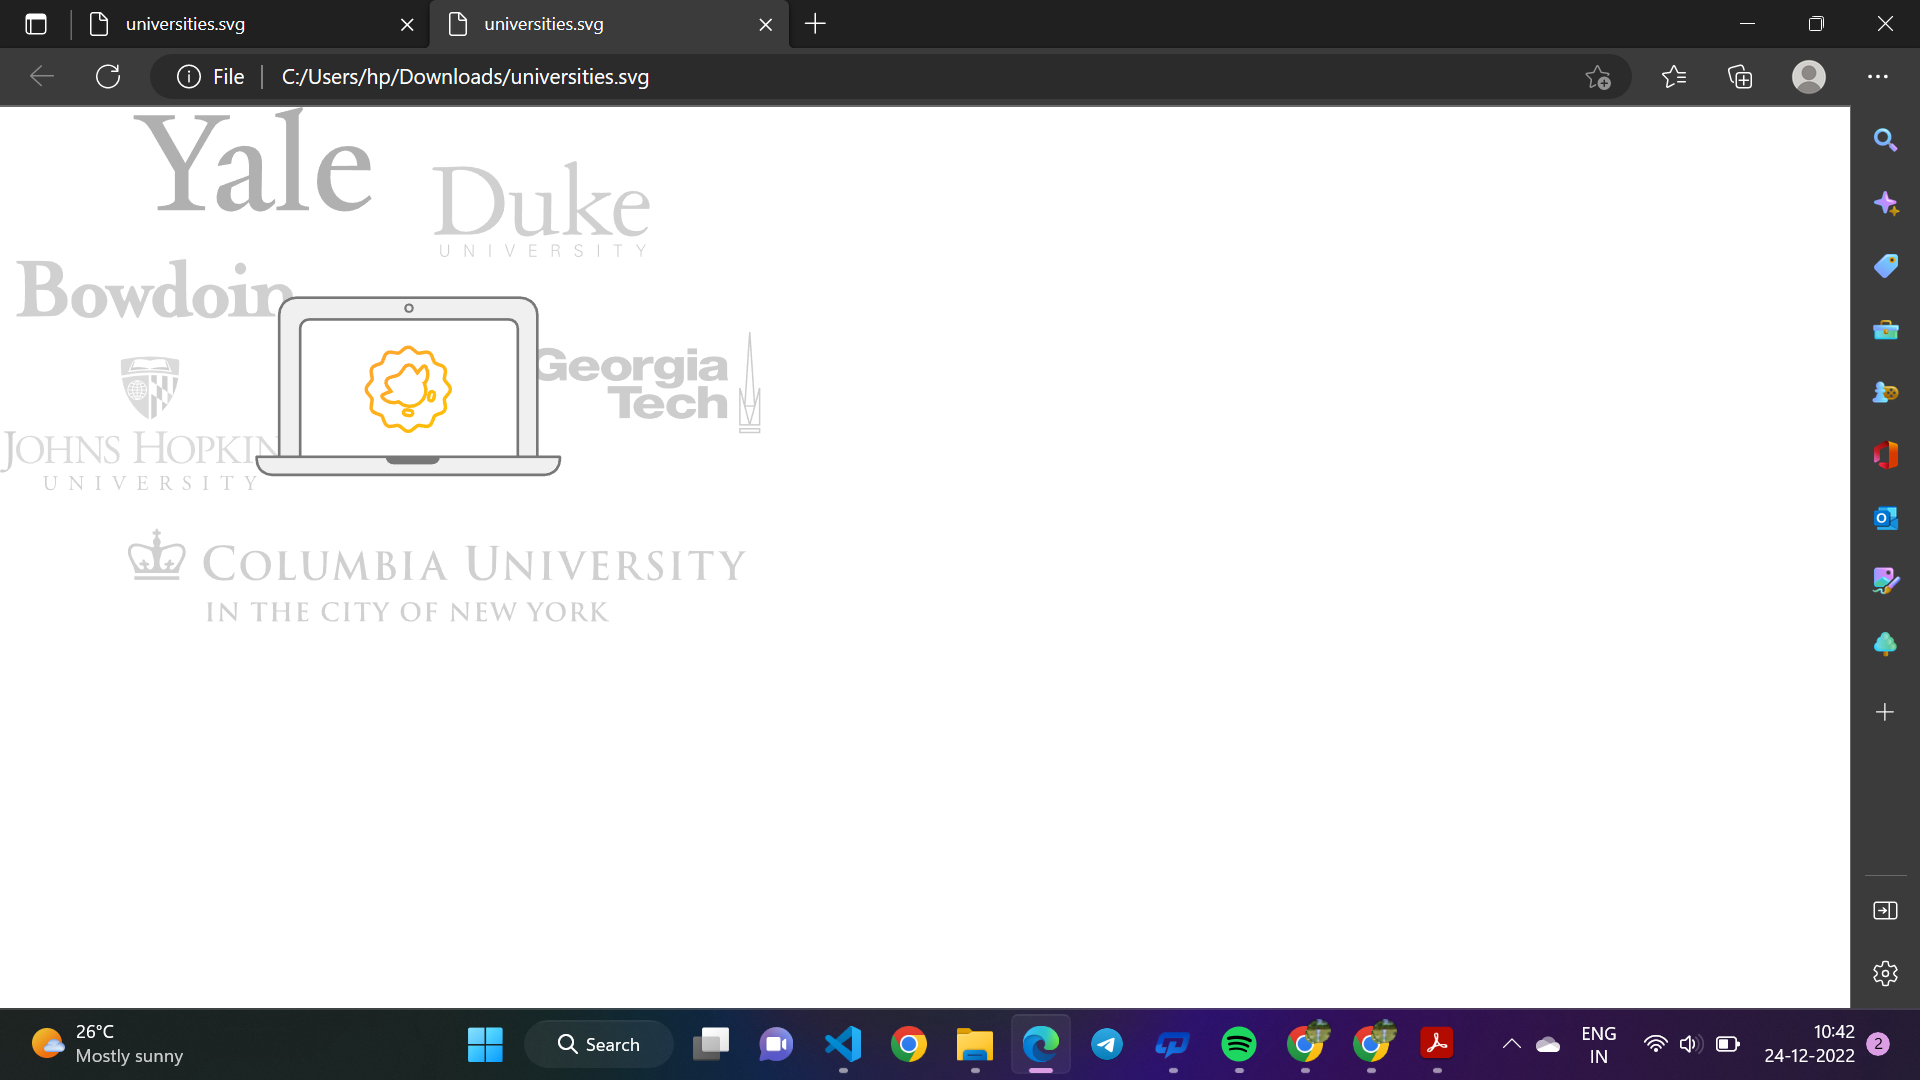 universities.svg
universities.svg
File
C:/Users/hp/Downloads/universities.svg
Yale
Duke
UNIVERSITY
Bowdoin
Georgia
Tech
JOHNS HOPKIN
UNIVERSITY
COLUMBIA UNIVERSITY
IN THE CITY OF NEW YORK
26°C
Mostly sunny
Search
ENG
IN
10:42
24-12-2022
2